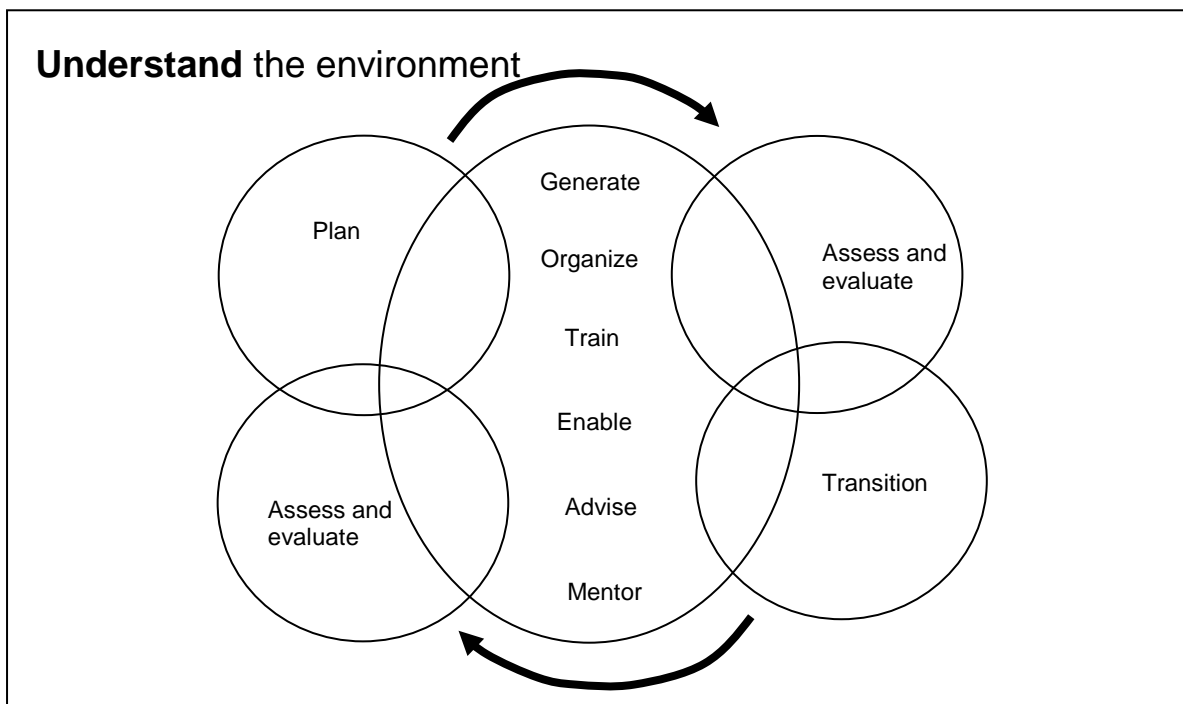 Understand the environment
Plan
Assess and
evaluate
Generate
Organize
Train
Enable
Advise
Mentor
Assess and
evaluate
Transition